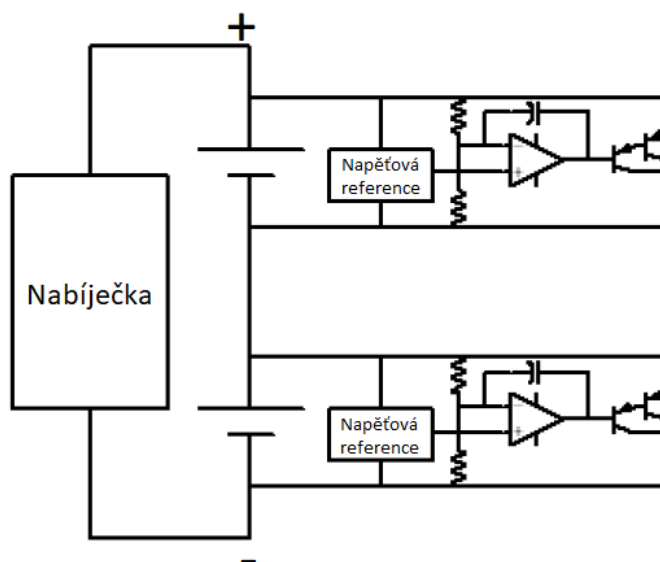 +
Napěťová
reference
- +
Nabíječka
Napěťová
reference
- +
-